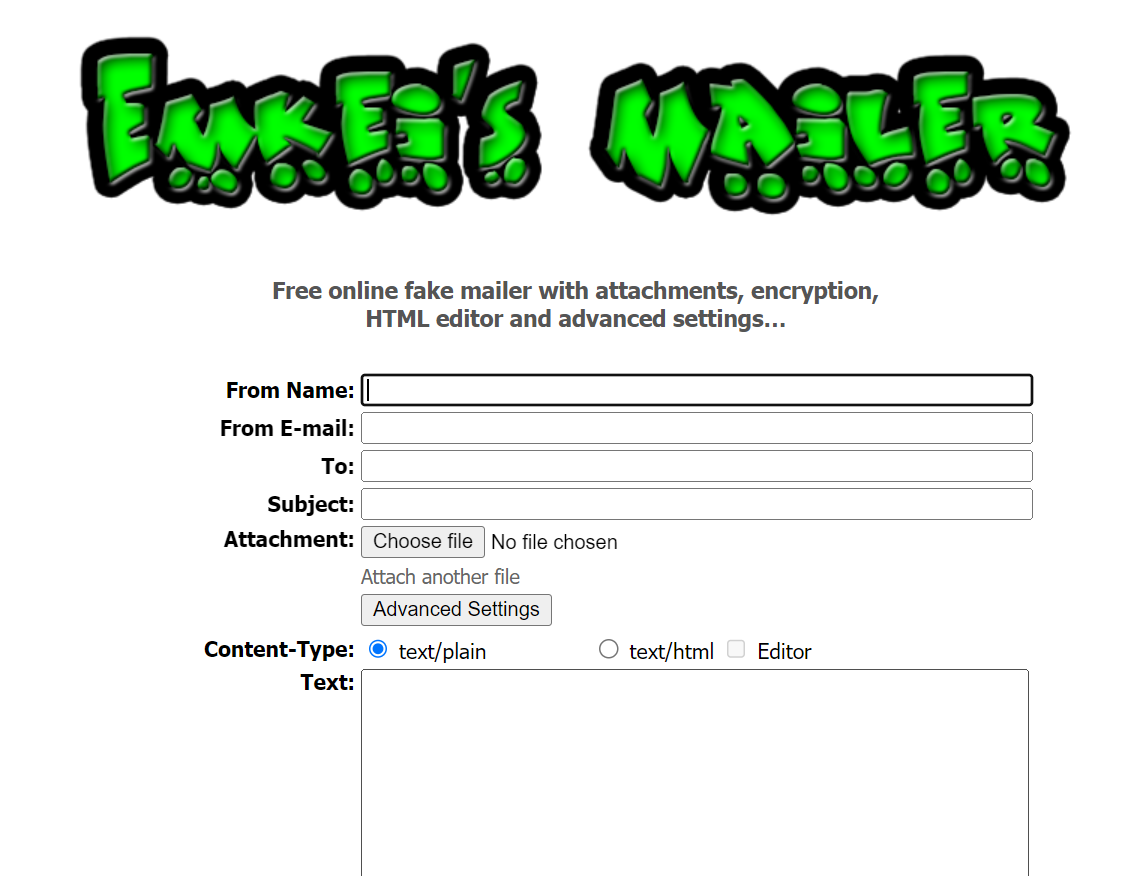 EMKEi'S MAiLER
Free online fake mailer with attachments, encryption,
HTML editor and advanced settings...
From Name:
From E-mail:
To:
Subject:
Attachment: Choose file No file chosen
Attach another file
Advanced Settings
Content-Type: text/plain text/html Editor
Text: